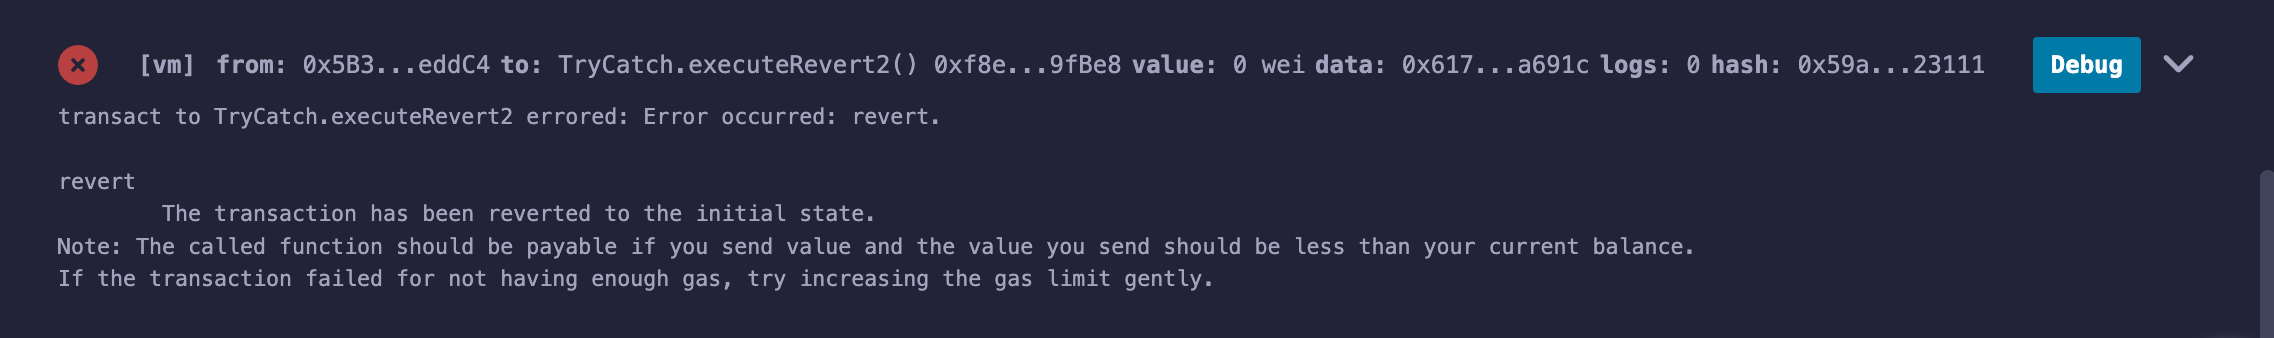 [vm] from: 0x5B3...eddC4 to: TryCatch.executeRevert2() 0xf8e...9fBe8 value: 0 wei data: 0x617...a691c logs: 0 hash: 0x59a...23111 Debug
transact to TryCatch.executeRevert2 errored: Error occurred: revert.
revert
The transaction has been reverted to the initial state.
Note: The called function should be payable if you send value and the value you send should be less than your current balance.
If the transaction failed for not having enough gas, try increasing the gas limit gently.